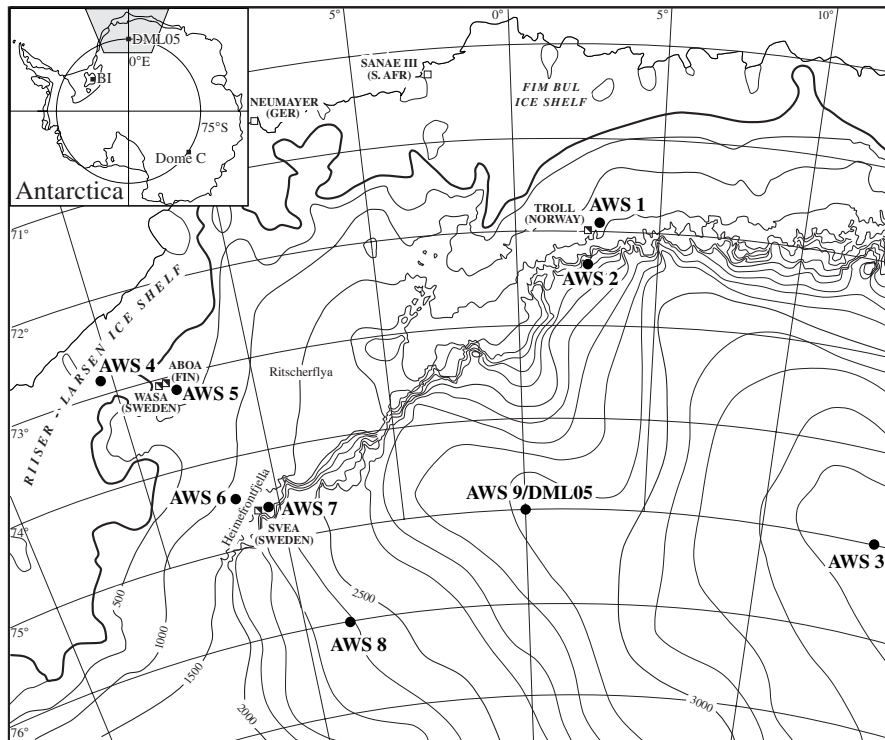 5°
0°
5°
10°
DML05
0°E
BI
75°S
Dome C
Antarctica
SANAE III
(S. AFR)
FIM BUL
ICE SHELF
NEUMAYER
(GER)
TROLL
(NORWAY)
AWS 1
AWS 2
71°
72°
73°
74°
75°
76°
RIISER - LARSEN ICE SHELF
AWS 4
ABOA
(FIN)
WASA
(SWEDEN)
AWS 5
Ritscherflya
AWS 6
AWS 7
Heimefrontfjella
SVEA
(SWEDEN)
AWS 9/DML05
AWS 3
AWS 8
500
1000
1500
2000
2500
3000